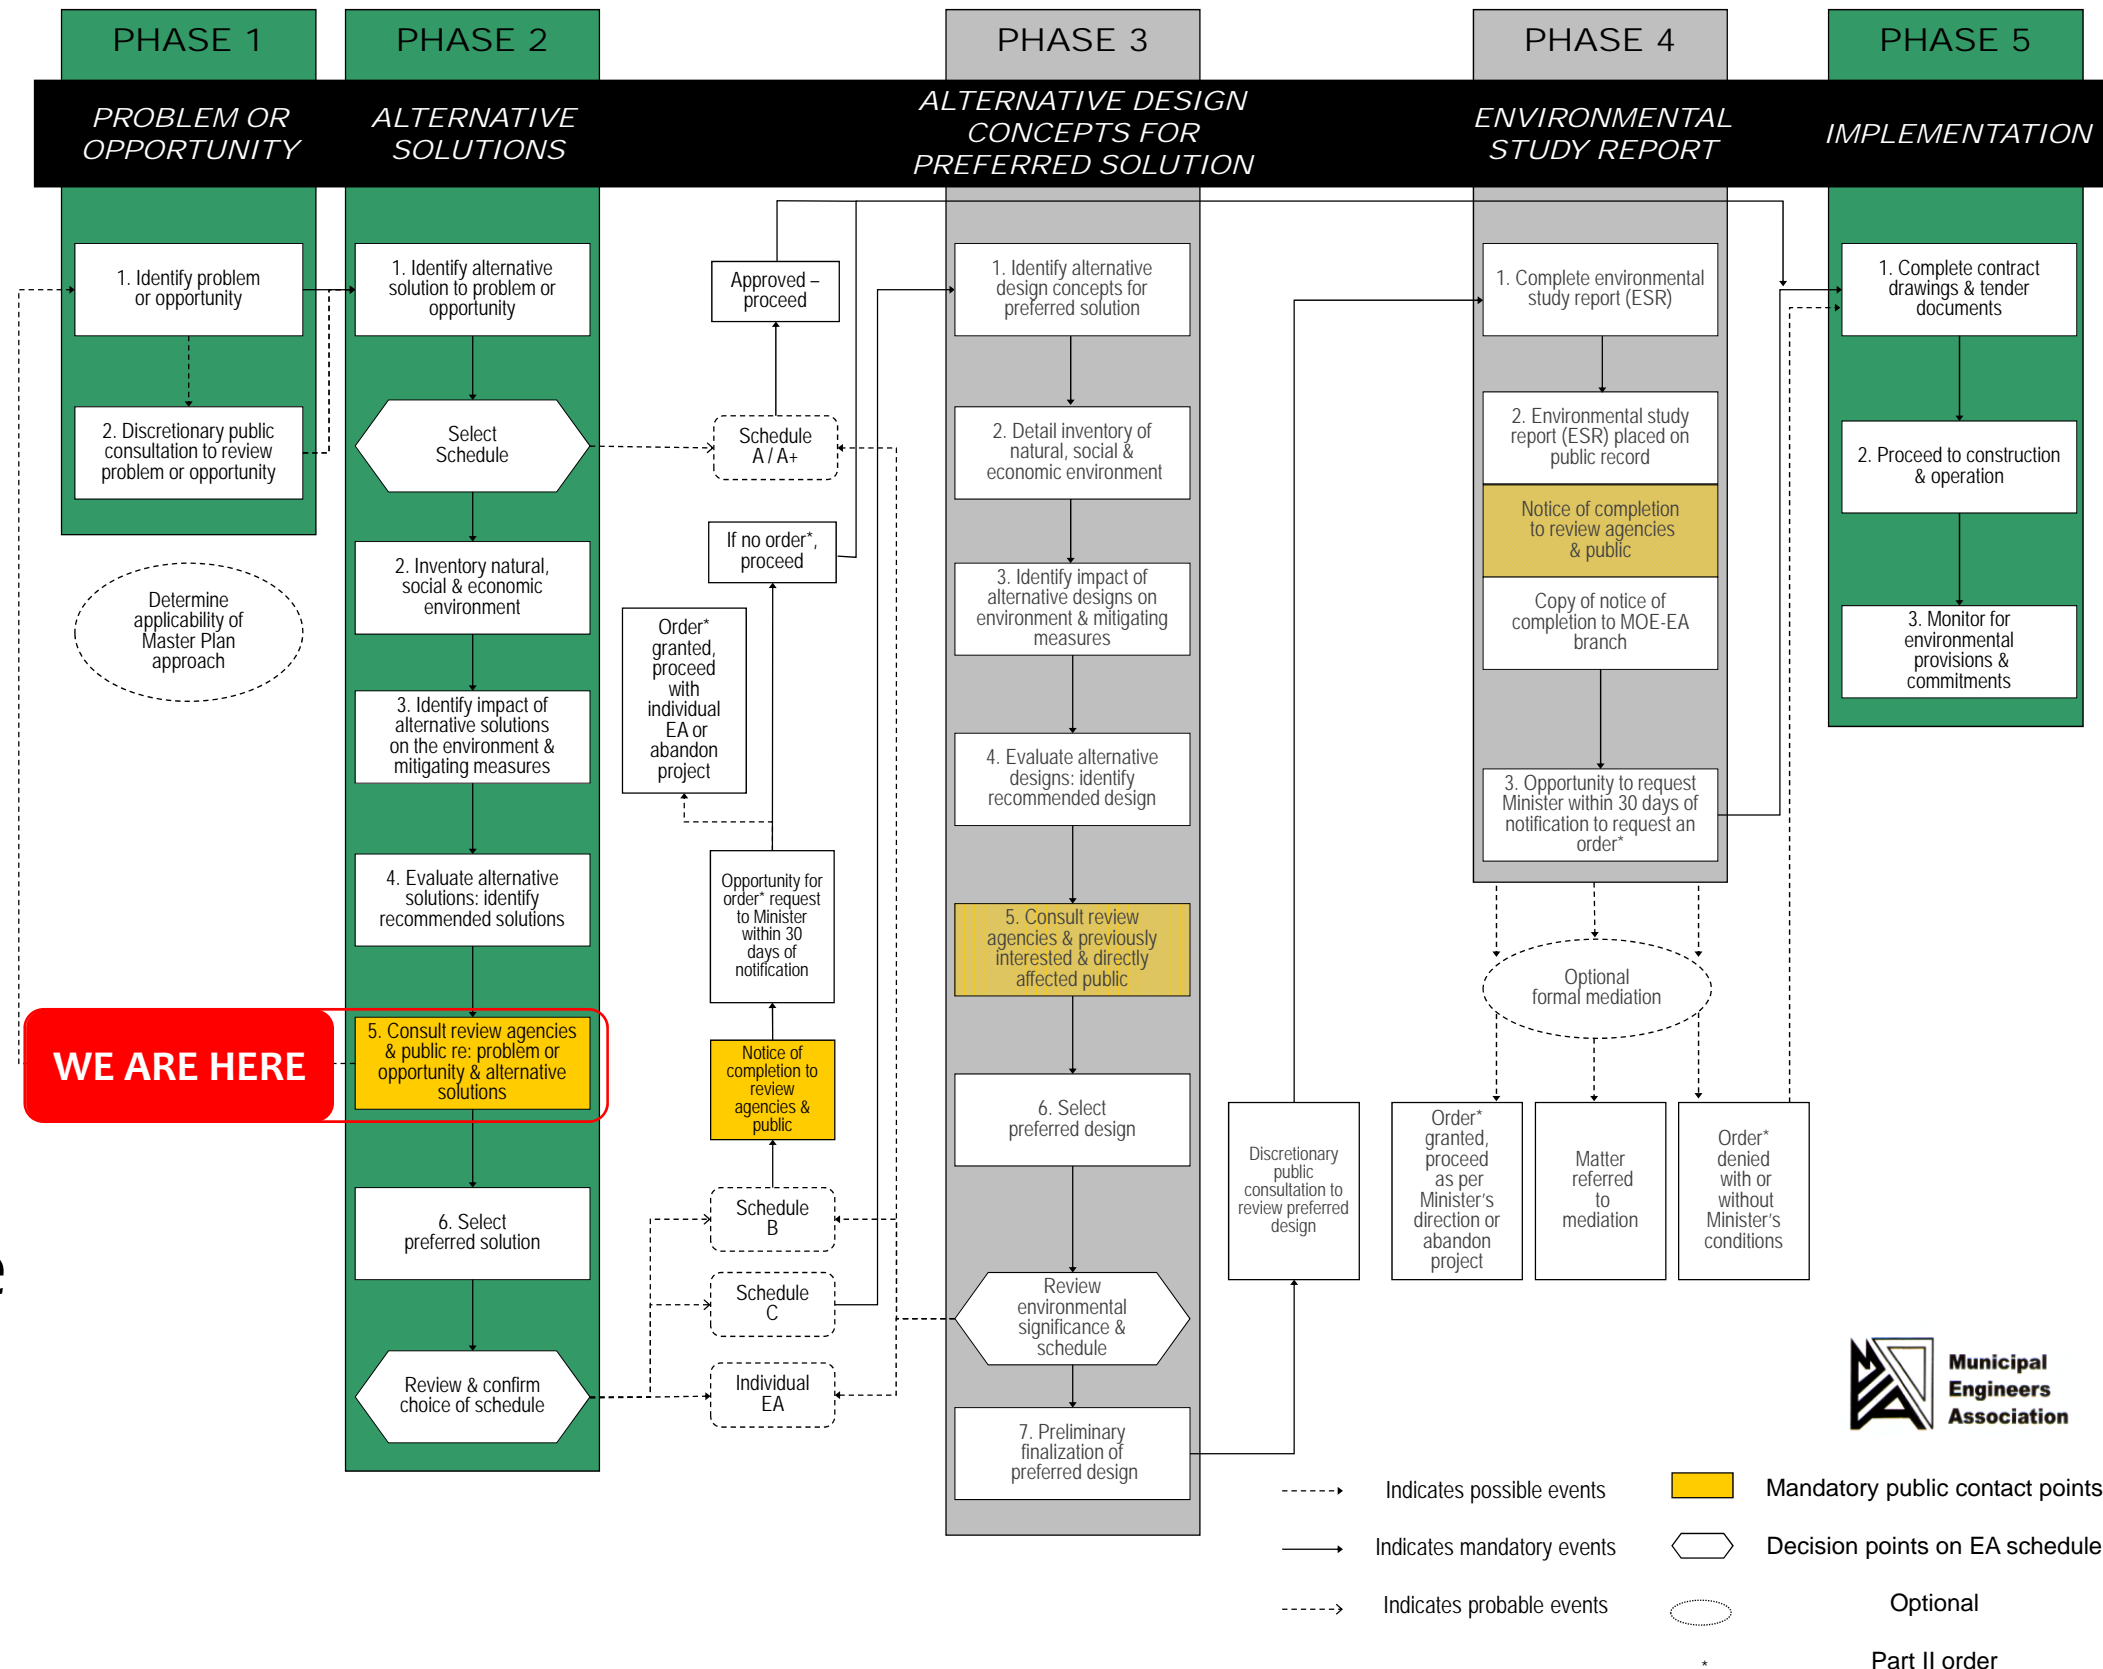 PHASE 1
PHASE 2
PHASE 3
PHASE 4
PHASE 5
PROBLEM OR
OPPORTUNITY
ALTERNATIVE
SOLUTIONS
ALTERNATIVE DESIGN
CONCEPTS FOR
PREFERRED SOLUTION
ENVIRONMENTAL
STUDY REPORT
IMPLEMENTATION
1. Identify problem
or opportunity
2. Discretionary public
consultation to review
problem or opportunity
Determine
applicability of
Master Plan
approach
WE ARE HERE
e
1. Identify alternative
solution to problem or
opportunity
Select
Schedule
2. Inventory natural,
social & economic
environment
3. Identify impact of
alternative solutions
on the environment &
mitigating measures
4. Evaluate alternative
solutions: identify
recommended solutions
5. Consult review agencies
& public re: problem or
opportunity & alternative
solutions
6. Select
preferred solution
Review & confirm
choice of schedule
Approved –
proceed
Schedule
A / A+
If no order*,
proceed
Order*
granted,
proceed
with
individual
EA or
abandon
project
Opportunity for
order* request
to Minister
within 30
days of
notification
Notice of
completion to
review
agencies &
public
Schedule
B
Schedule
C
Individual
EA
1. Identify alternative
design concepts for
preferred solution
2. Detail inventory of
natural, social &
economic environment
3. Identify impact of
alternative designs on
environment & mitigating
measures
4. Evaluate alternative
designs: identify
recommended design
5. Consult review
agencies & previously
interested & directly
affected public
6. Select
preferred design
Review
environmental
significance &
schedule
7. Preliminary
finalization of
preferred design
Discretionary
public
consultation to
review preferred
design
1. Complete environmental
study report (ESR)
2. Environmental study
report (ESR) placed on
public record
Notice of completion
to review agencies
& public
Copy of notice of
completion to MOE-EA
branch
3. Opportunity to request
Minister within 30 days of
notification to request an
order*
Optional
formal mediation
Order*
granted,
proceed
as per
Minister's
direction or
abandon
project
Matter
referred
to
mediation
Order*
denied
with or
without
Minister's
conditions
1. Complete contract
drawings & tender
documents
2. Proceed to construction
& operation
3. Monitor for
environmental
provisions &
commitments
MEA
Municipal
Engineers
Association
Indicates possible events
Mandatory public contact points
Indicates mandatory events
Decision points on EA schedule
Indicates probable events
Optional
* Part II order